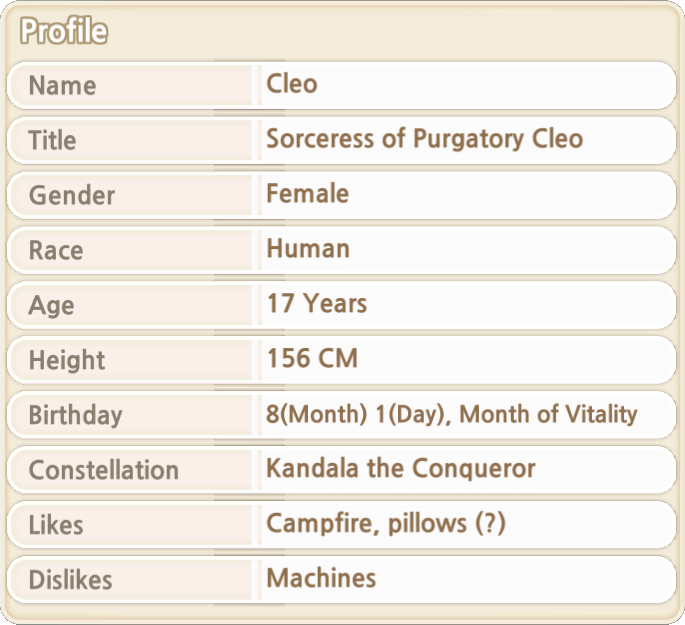 Profile
Name Cleo
Title Sorceress of Purgatory Cleo
Gender Female
Race Human
Age 17 Years
Height 156 CM
Birthday 8(Month) 1(Day), Month of Vitality
Constellation Kandala the Conqueror
Likes Campfire, pillows (?)
Dislikes Machines